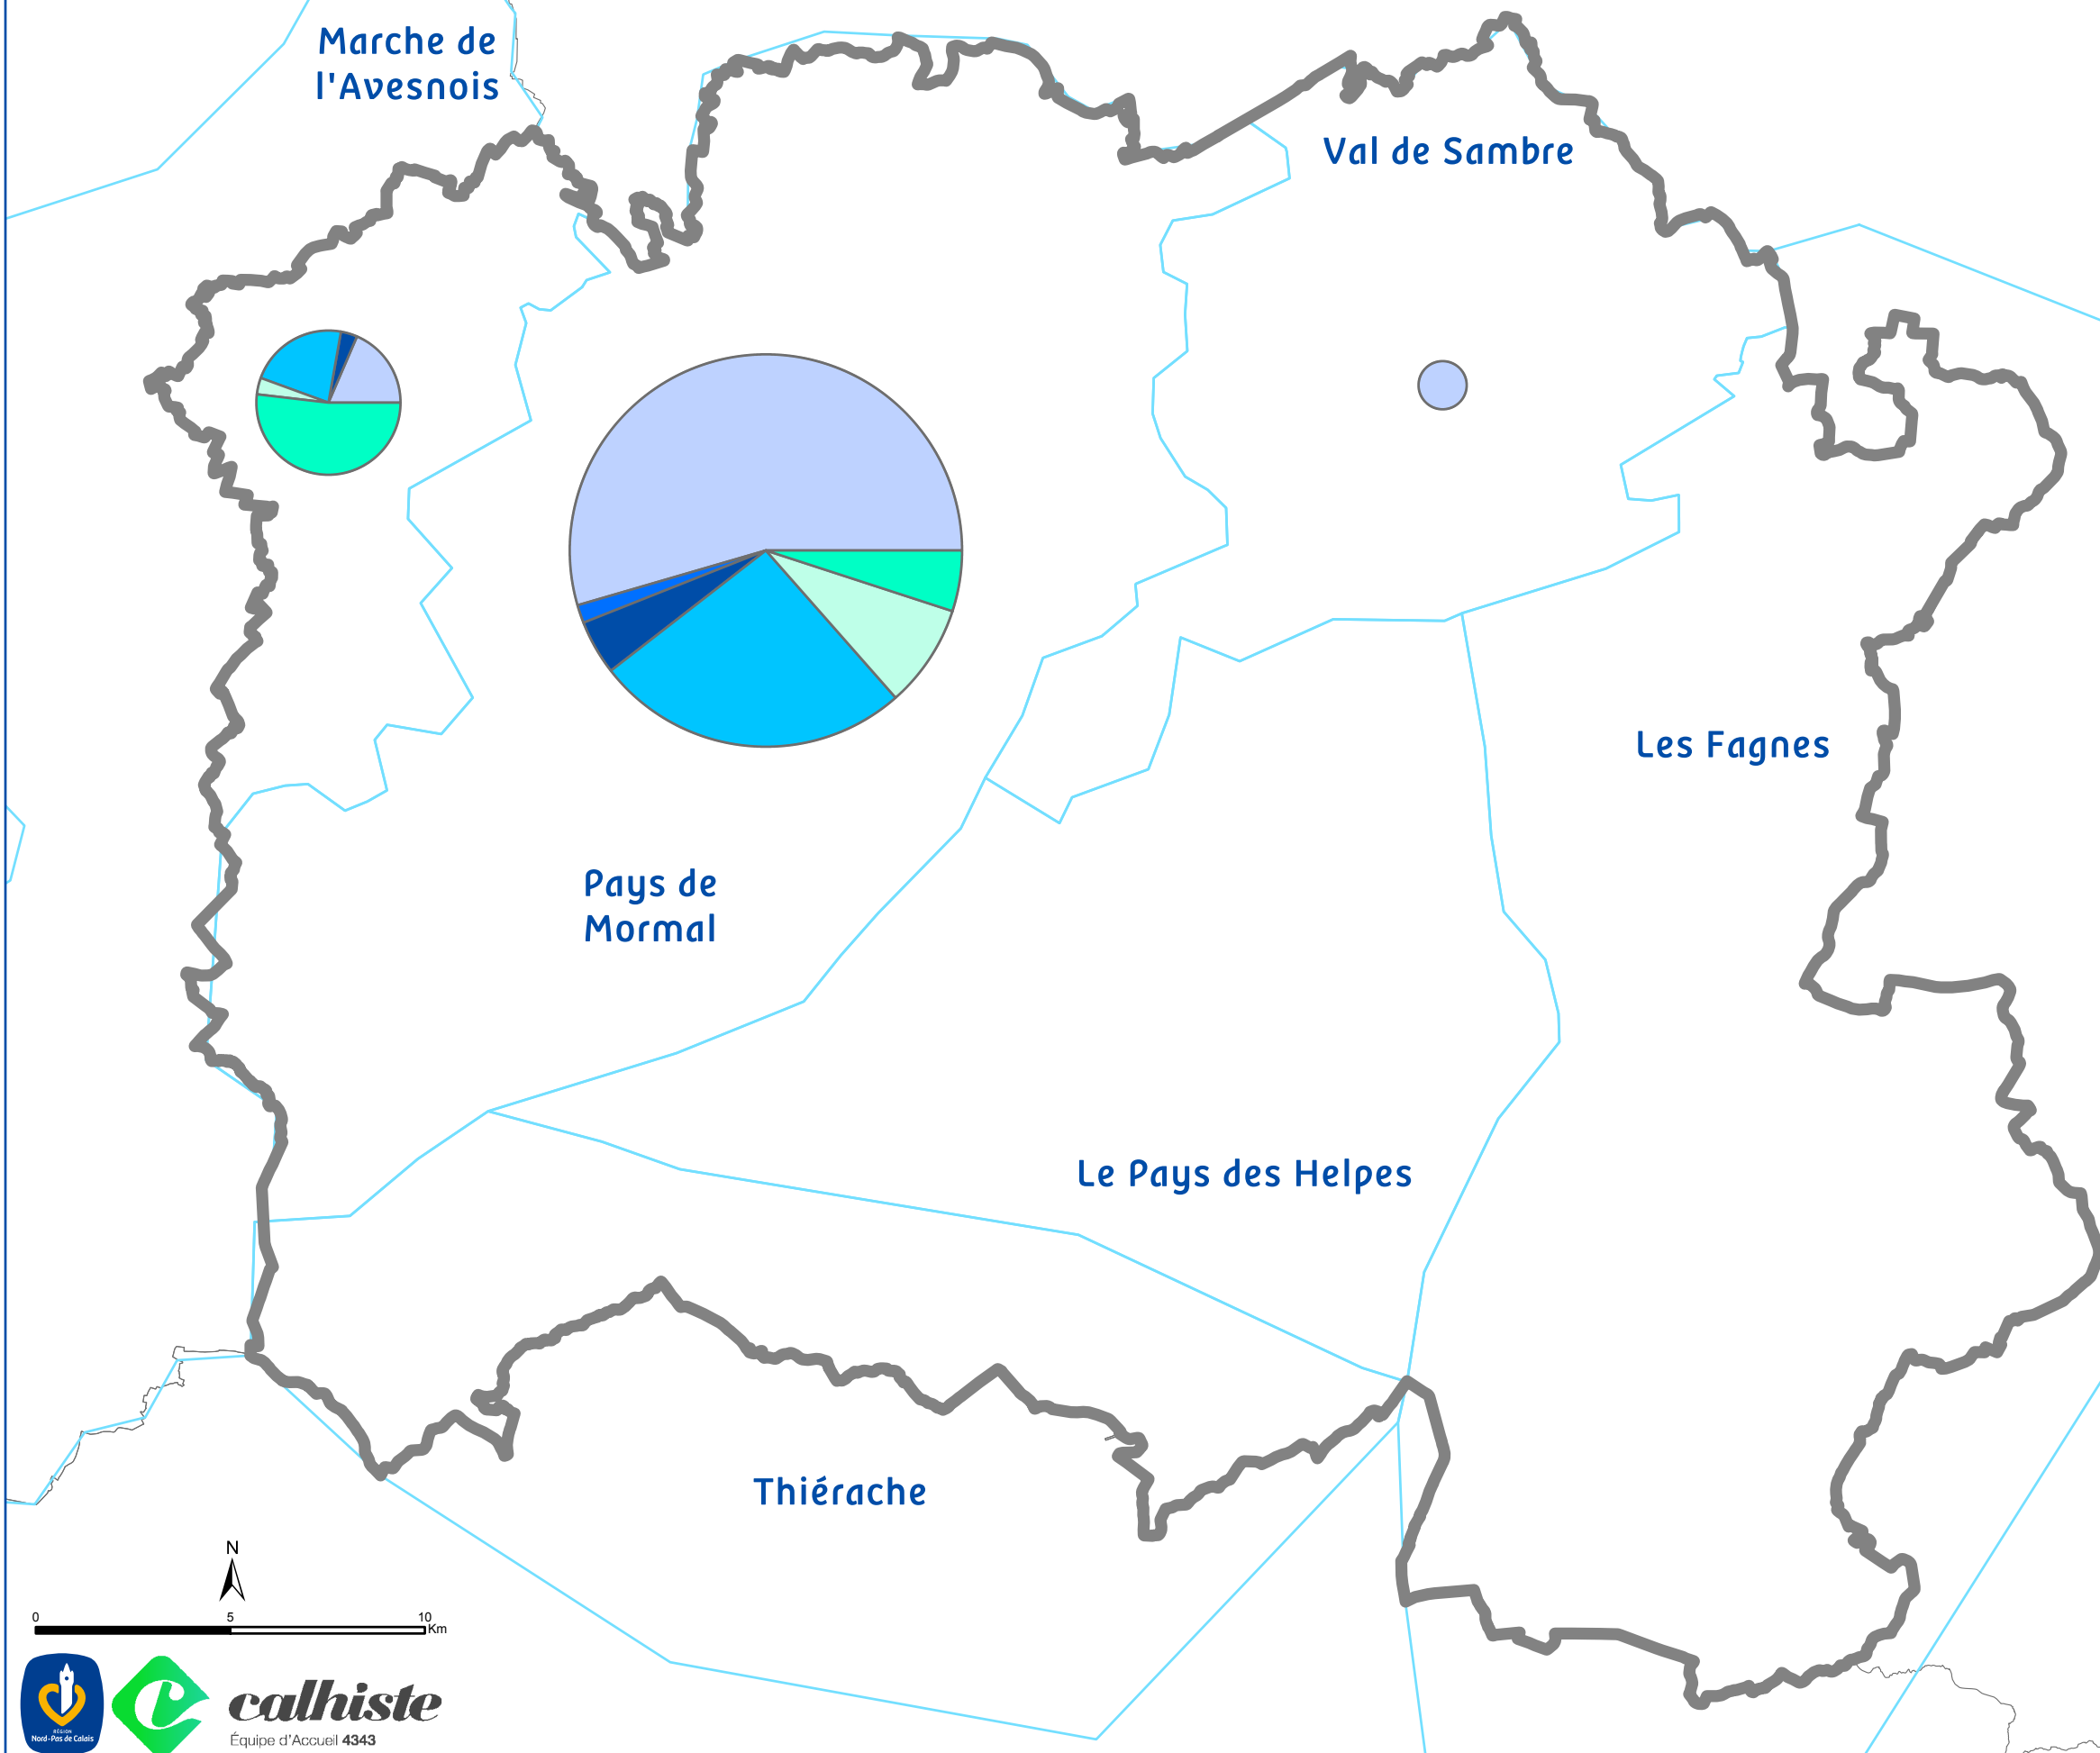 Marche de
l'Avesnois
Val de Sambre
Les Fagnes
Pays de
Mormal
Le Pays des Helpes
Thiérache
N
0 5 10
Km
RÉGION
Nord-Pas de Calais
calhiste
Équipe d'Accueil 4343